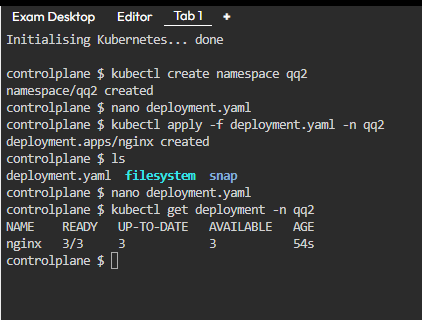 Exam Desktop Editor Tab 1 +
Initialising Kubernetes... done
controlplane $ kubectl create namespace qq2
namespace/qq2 created
controlplane $ nano deployment.yaml
controlplane $ kubectl apply -f deployment.yaml -n qq2
deployment.apps/nginx created
controlplane $ ls
deployment.yaml filesystem snap
controlplane $ nano deployment.yaml
controlplane $ kubectl get deployment -n qq2
NAME READY UP-TO-DATE AVAILABLE AGE
nginx 3/3 3 3 54s
controlplane $